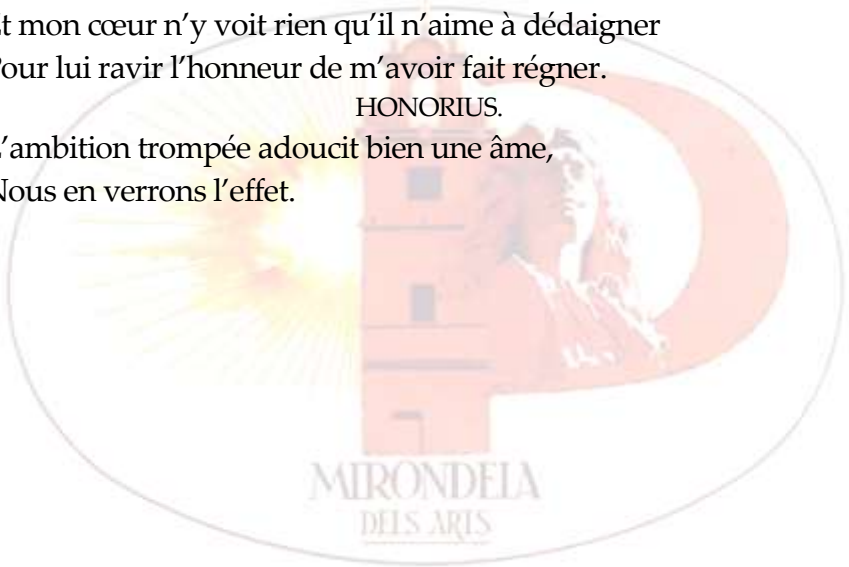 t mon cœur n’y voit rien qu’il n’aime à dédaigner
our lui ravir l’honneur de m’avoir fait régner.
HONORIUS.
’ambition trompée adoucit bien une âme,
Nous en verrons l’effet.
MIRONDELA
DELS ARTS